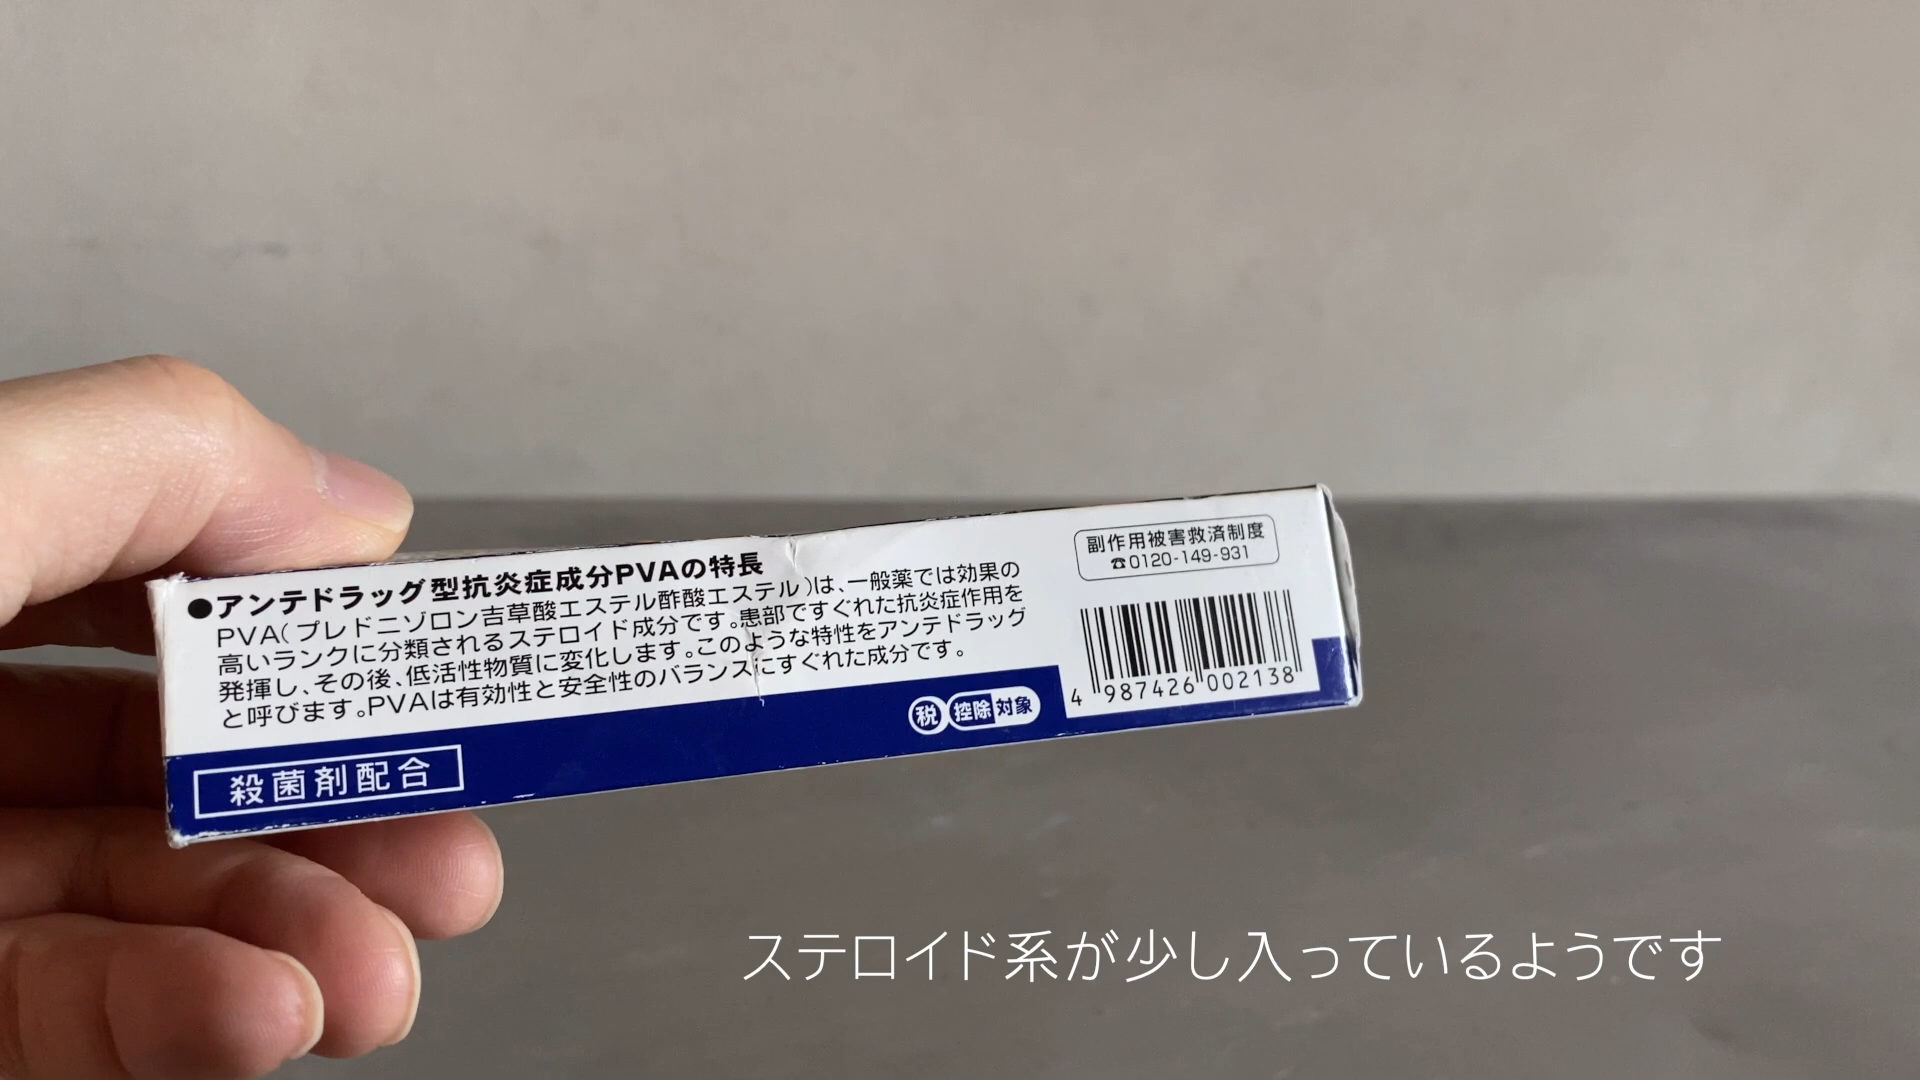 ●アンテドラッグ型抗炎症成分PVAの特長
PVA(プレドニゾロン吉草酸エステル酢酸エステル)は、一般薬では効果の
高いランクに分類されるステロイド成分です。患部ですぐれた抗炎症作用を
発揮し、その後、低活性物質に変化します。このような特性をアンテドラッグ
と呼びます。PVAは有効性と安全性のバランスにすぐれた成分です。
殺菌剤配合
税 控除対象
副作用被害救済制度
☎0120-149-931
4 987426 002138
ステロイド系が少し入っているようです